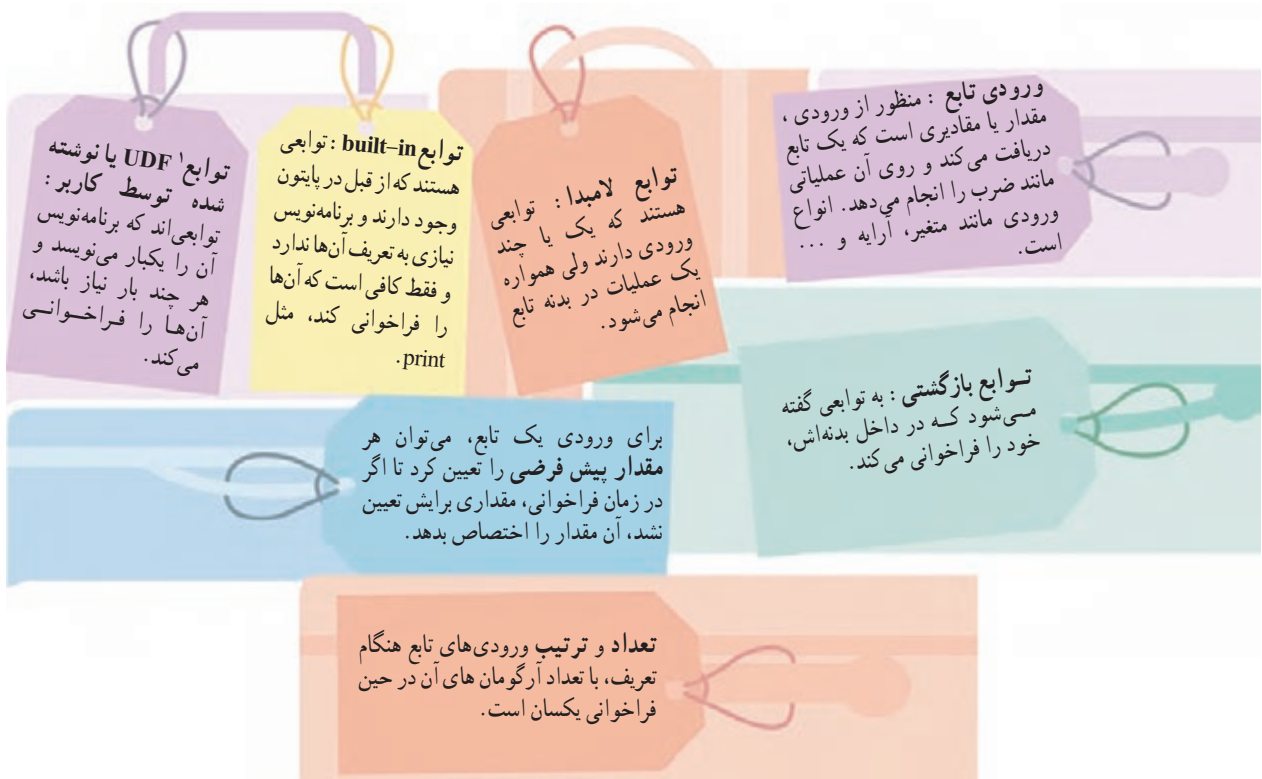 ورودی تابع : منظور از ورودی ،
مقدار یا مقادیری است که یک تابع
دریافت می‌کند و روی آن عملیاتی
مانند ضرب را انجام می‌دهد. انواع
ورودی مانند متغیر، آرایه و ...
است.
توابع لامبدا : توابعی
هستند که یک یا چند
ورودی دارند ولی همواره
یک عملیات در بدنه تابع
انجام می‌شود.
توابع built-in : توابعی
هستند که از قبل در پایتون
وجود دارند و برنامه‌نویس
نیازی به تعریف آن‌ها ندارد
و فقط کافی است که آن‌ها
را فراخوانی کند، مثل
print.
توابع UDF¹ یا نوشته
شده توسط کاربر :
توابعی‌اند که برنامه‌نویس
آن را یکبار می‌نویسد و
هر چند بار نیاز باشد،
آن‌ها را فراخوانی
می‌کند.
توابع بازگشتی : به توابعی گفته
می‌شود که در داخل بدنه‌اش،
خود را فراخوانی می‌کند.
برای ورودی یک تابع، می‌توان هر
مقدار پیش فرضی را تعیین کرد تا اگر
در زمان فراخوانی، مقداری برایش تعیین
نشد، آن مقدار را اختصاص بدهد.
تعداد و ترتیب ورودی‌های تابع هنگام
تعریف، با تعداد آرگومان های آن در حین
فراخوانی یکسان است.